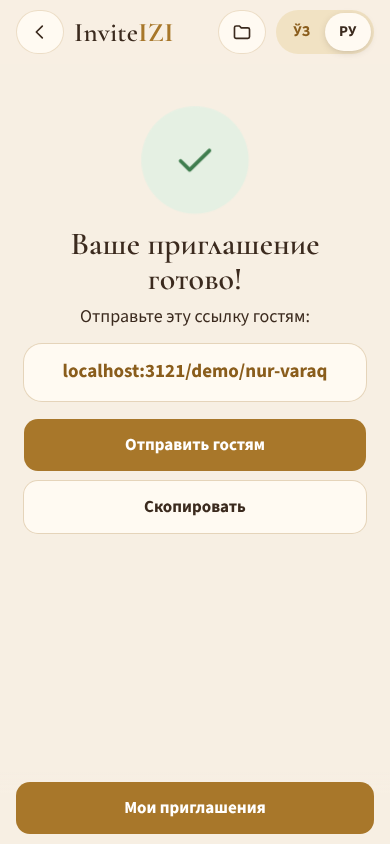 InviteIZI
ЎЗ
РУ
Ваше приглашение
готово!
Отправьте эту ссылку гостям:
localhost:3121/demo/nur-varaq
Отправить гостям
Скопировать
Мои приглашения